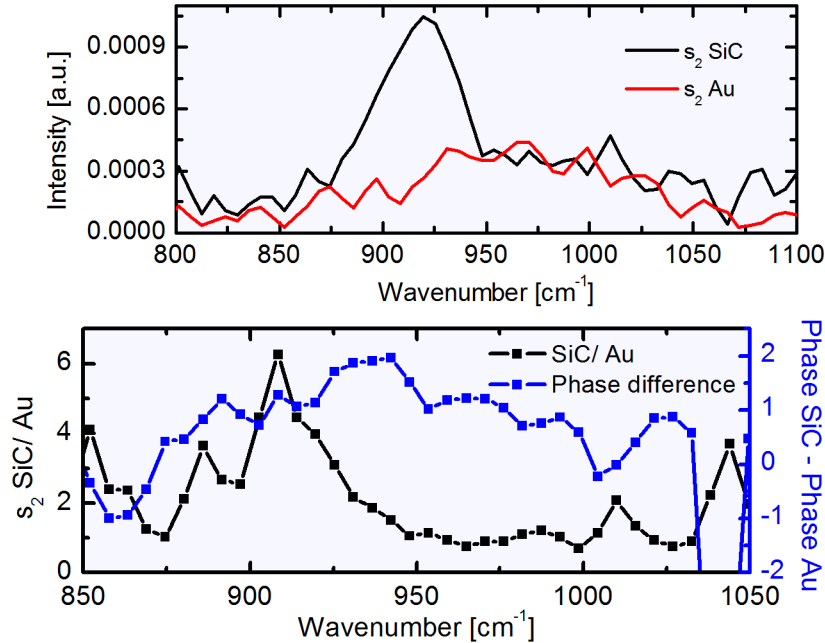 Intensity [a.u.]
0.0009
0.0006
0.0003
0.0000
s2 SiC
s2 Au
800 850 900 950 1000 1050 1100
Wavenumber [cm-1]
s2 SiC/ Au
6
4
2
0
SiC/ Au
Phase difference
2
1
0
-1
-2
Phase SiC - Phase Au
850 900 950 1000 1050
Wavenumber [cm-1]